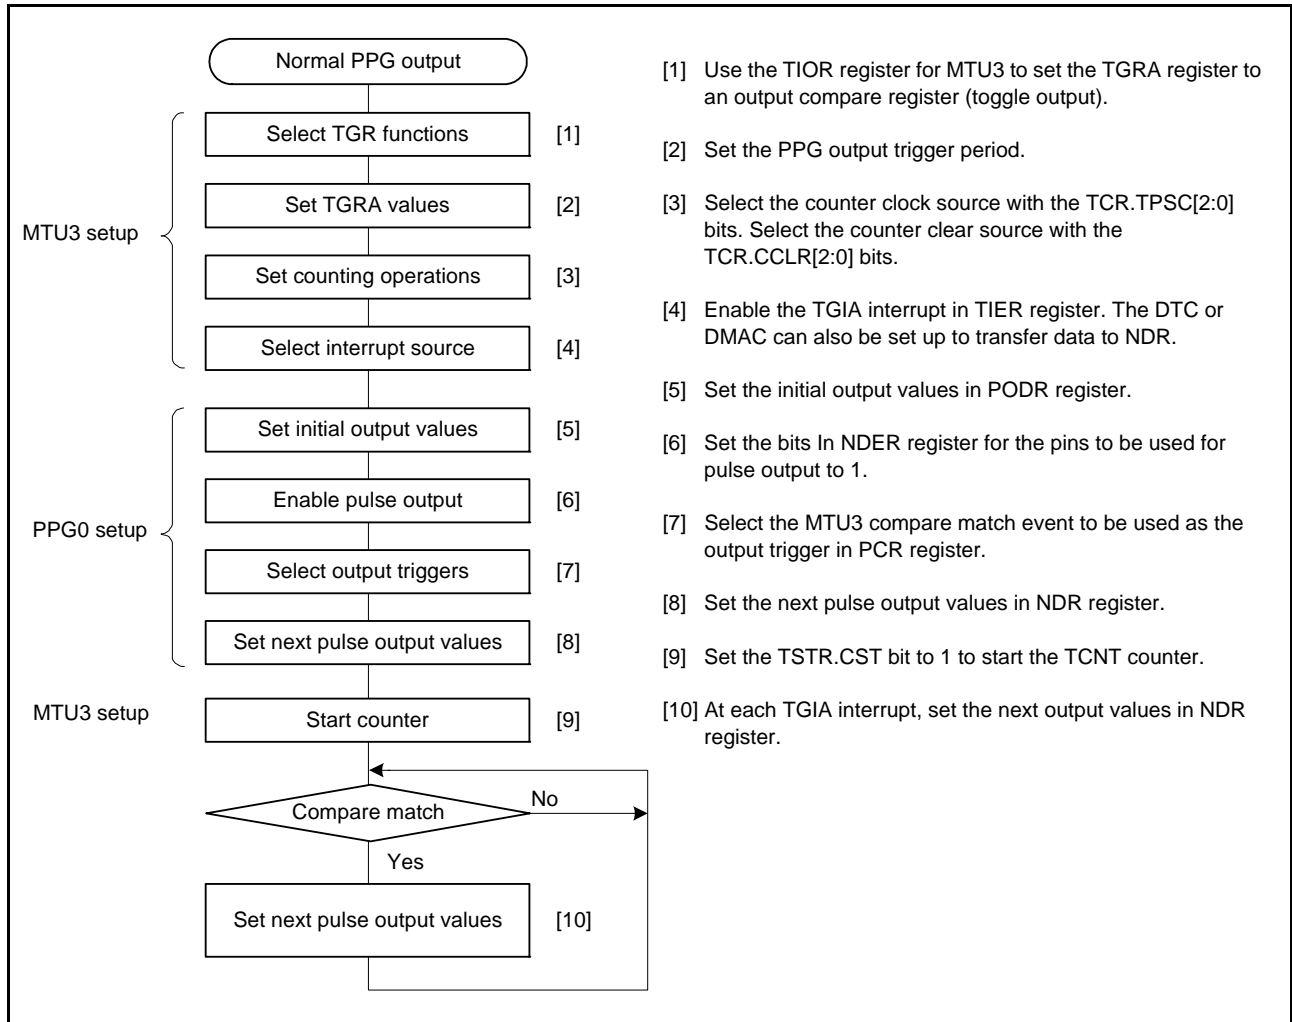 Normal PPG output
MTU3 setup
Select TGR functions [1]
Set TGRA values [2]
Set counting operations [3]
Select interrupt source [4]
PPG0 setup
Set initial output values [5]
Enable pulse output [6]
Select output triggers [7]
Set next pulse output values [8]
MTU3 setup
Start counter [9]
Compare match
No
Yes
Set next pulse output values [10]
[1] Use the TIOR register for MTU3 to set the TGRA register to
an output compare register (toggle output).
[2] Set the PPG output trigger period.
[3] Select the counter clock source with the TCR.TPSC[2:0]
bits. Select the counter clear source with the
TCR.CCLR[2:0] bits.
[4] Enable the TGIA interrupt in TIER register. The DTC or
DMAC can also be set up to transfer data to NDR.
[5] Set the initial output values in PODR register.
[6] Set the bits In NDER register for the pins to be used for
pulse output to 1.
[7] Select the MTU3 compare match event to be used as the
output trigger in PCR register.
[8] Set the next pulse output values in NDR register.
[9] Set the TSTR.CST bit to 1 to start the TCNT counter.
[10] At each TGIA interrupt, set the next output values in NDR
register.